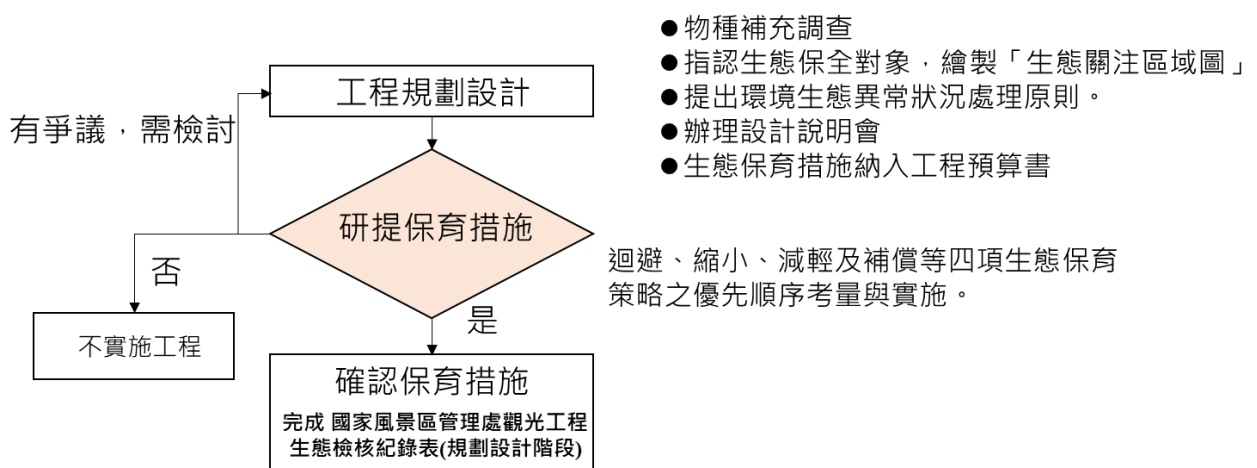 ●物種補充調查
●指認生態保全對象，繪製「生態關注區域圖」
●提出環境生態異常狀況處理原則。
●辦理設計說明會
●生態保育措施納入工程預算書
工程規劃設計
有爭議，需檢討
研提保育措施
迴避、縮小、減輕及補償等四項生態保育
策略之優先順序考量與實施。
否
是
不實施工程
確認保育措施
完成 國家風景區管理處觀光工程
生態檢核紀錄表(規劃設計階段)